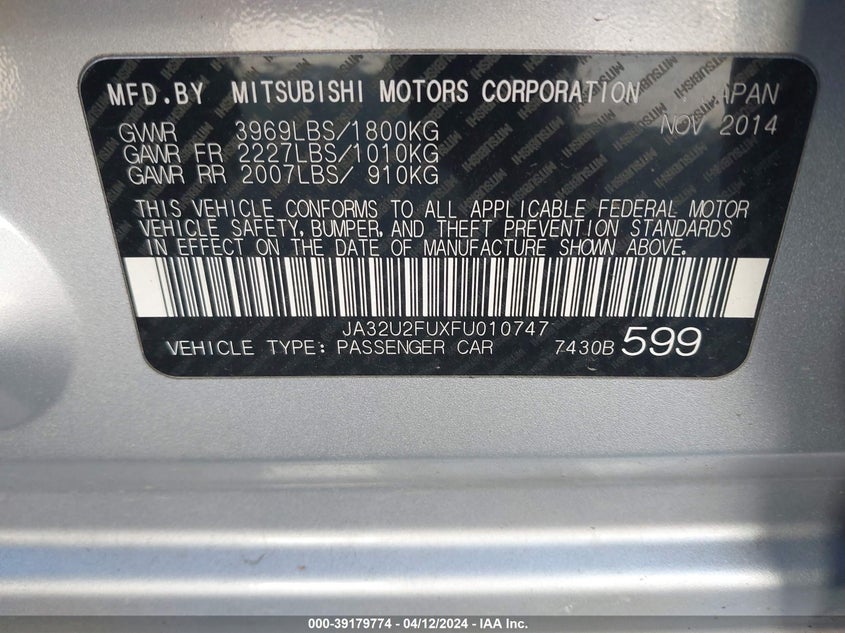 MFD.BY MITSUBISHI MOTORS CORPORATION JAPAN
NOV 2014
GVWR 3969LBS/1800KG
GAWR FR 2227LBS/1010KG
GAWR RR 2007LBS/ 910KG
THIS VEHICLE CONFORMS TO ALL APPLICABLE FEDERAL MOTOR
VEHICLE SAFETY, BUMPER, AND THEFT PREVENTION STANDARDS
IN EFFECT ON THE DATE OF MANUFACTURE SHOWN ABOVE.
JA32U2FUXFU010747
VEHICLE TYPE: PASSENGER CAR 7430B 599
000-39179774 - 04/12/2024 - IAA Inc.